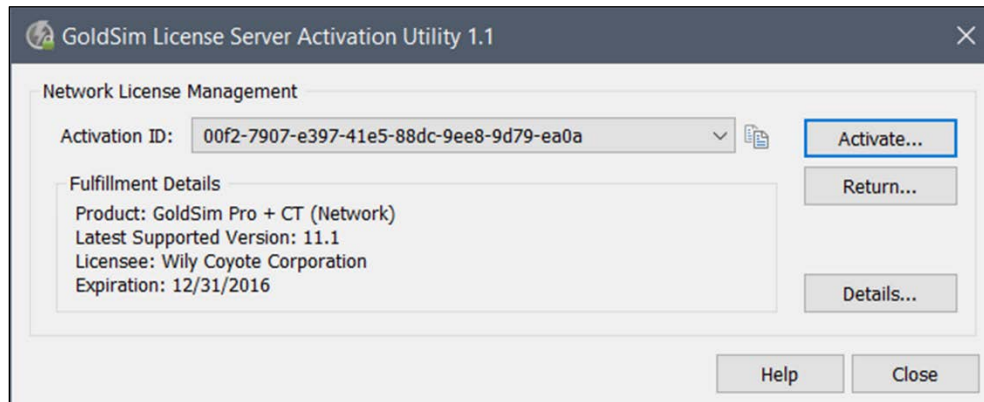 GoldSim License Server Activation Utility 1.1
Network License Management
Activation ID: 00f2-7907-e397-41e5-88dc-9ee8-9d79-ea0a
Activate...
Fulfillment Details
Return...
Product: GoldSim Pro + CT (Network)
Latest Supported Version: 11.1
Licensee: Wily Coyote Corporation
Expiration: 12/31/2016
Details...
Help
Close